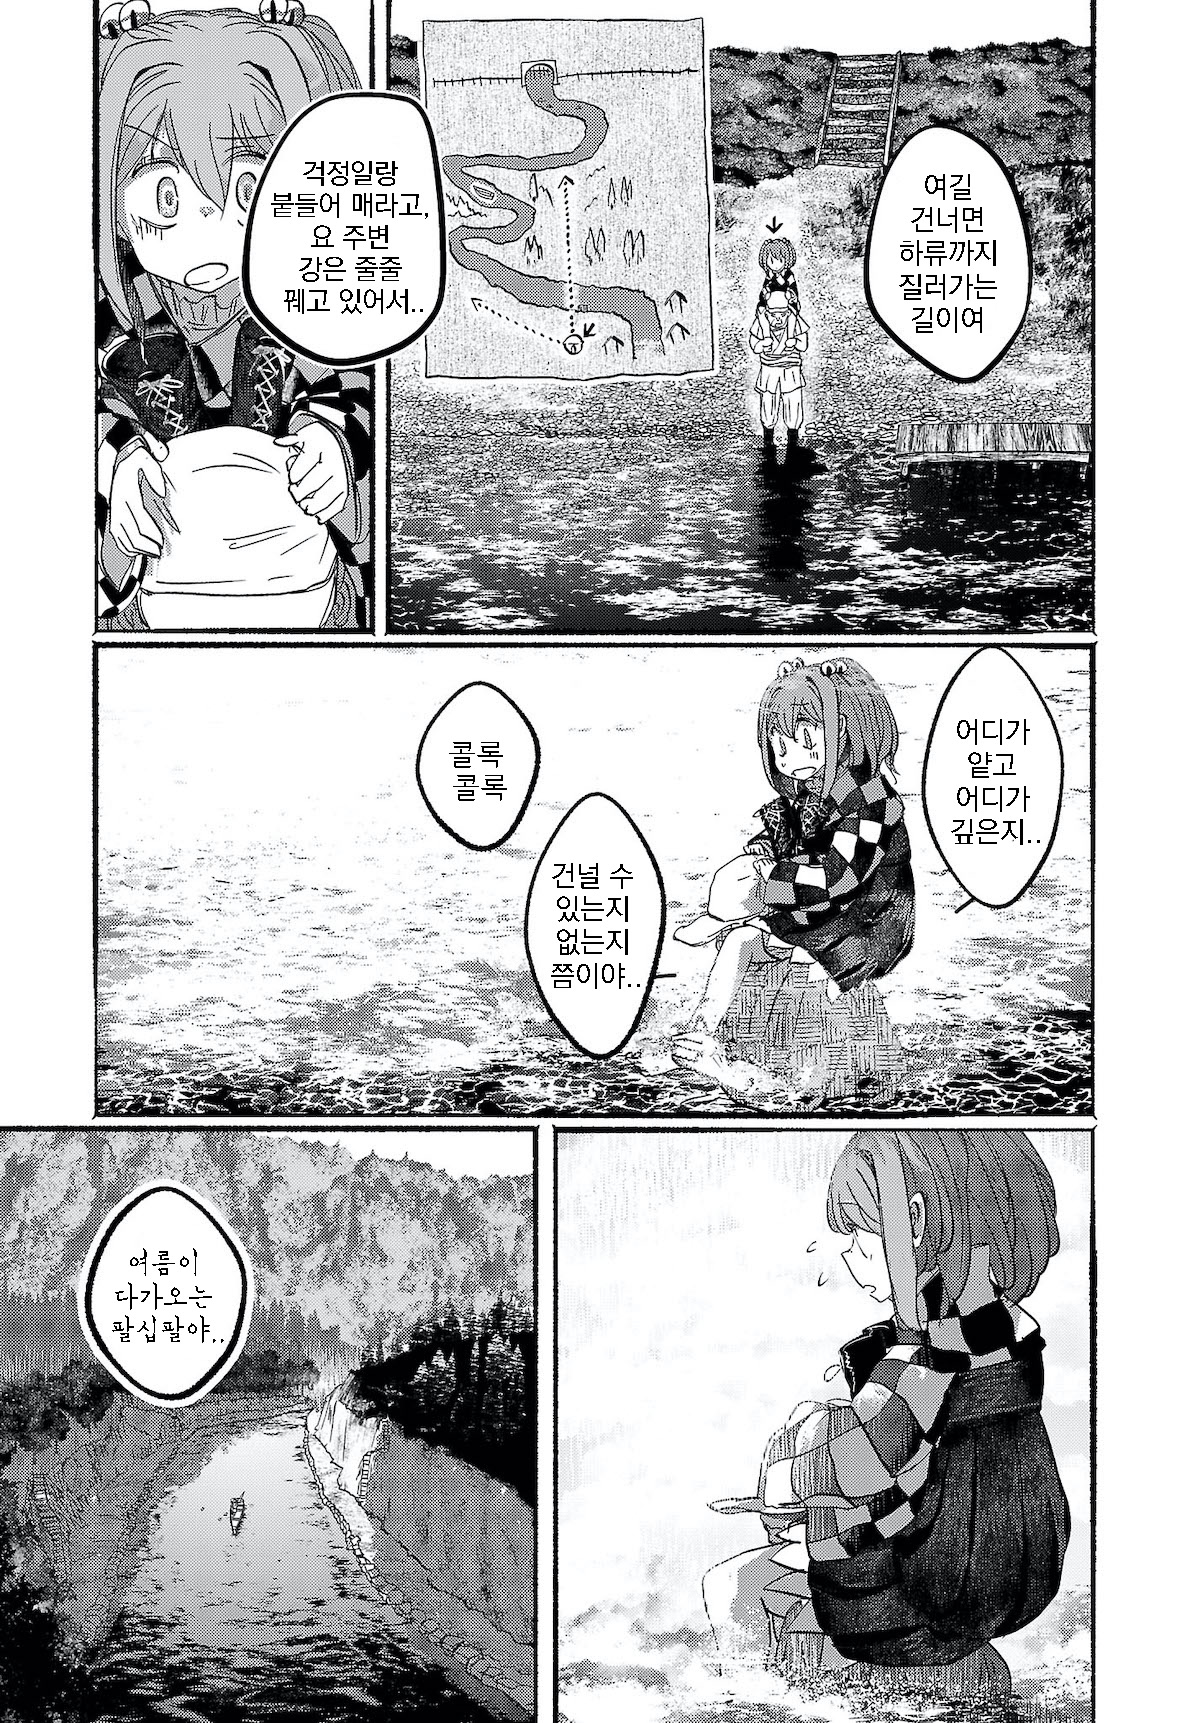 여길
건너면
하류까지
질러가는
길이여
걱정일랑
붙들어 매라고,
요 주변
강은 줄줄
꿰고 있어서..
어디가
얕고
어디가
깊은지..
건널 수
있는지
없는지
쯤이야..
콜록
콜록
여름이
다가오는
팔십팔야..